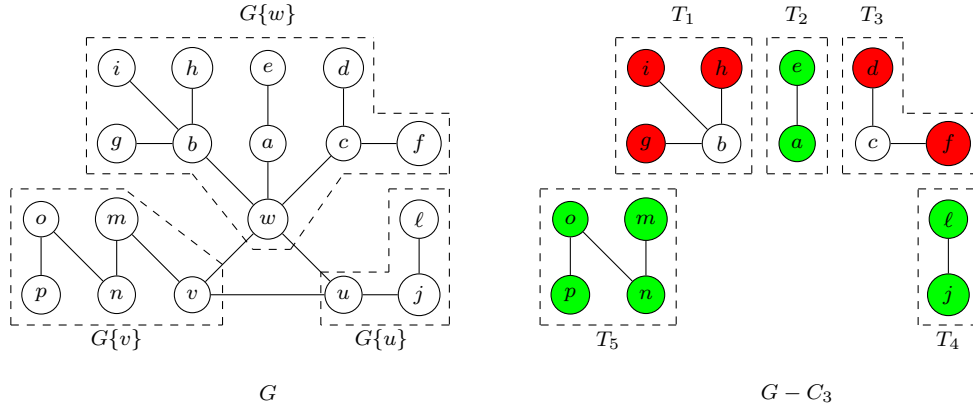 G{w} T₁ T₂ T₃
i h e d i h e d
g b a c f g b a c f
o m w ℓ o m ℓ
p n v u j p n j
G{v} G{u} T₅ T₄
G G − C₃